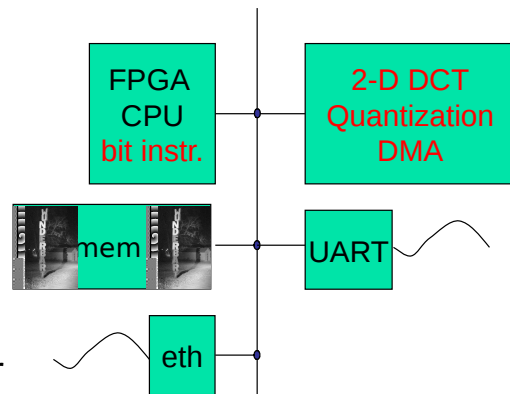 FPGA
CPU
bit instr.
2-D DCT
Quantization
DMA
mem
UART
eth